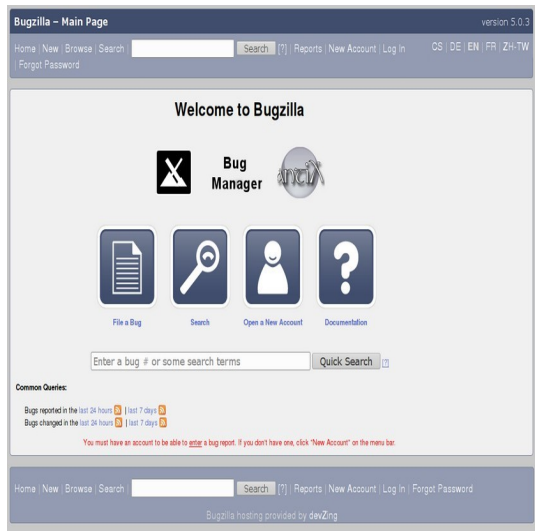 Bugzilla – Main Page version 5.0.3
Home | New | Browse | Search | Search [?] | Reports | New Account | Log In CS | DE | EN | FR | ZH-TW
| Forgot Password
Welcome to Bugzilla
Bug
Manager
antiX
File a Bug Search Open a New Account Documentation
Enter a bug # or some search terms Quick Search [?]
Common Queries:
Bugs reported in the last 24 hours | last 7 days
Bugs changed in the last 24 hours | last 7 days
You must have an account to be able to enter a bug report. If you don't have one, click "New Account" on the menu bar.
Home | New | Browse | Search | Search [?] | Reports | New Account | Log In | Forgot Password
Bugzilla hosting provided by devZing